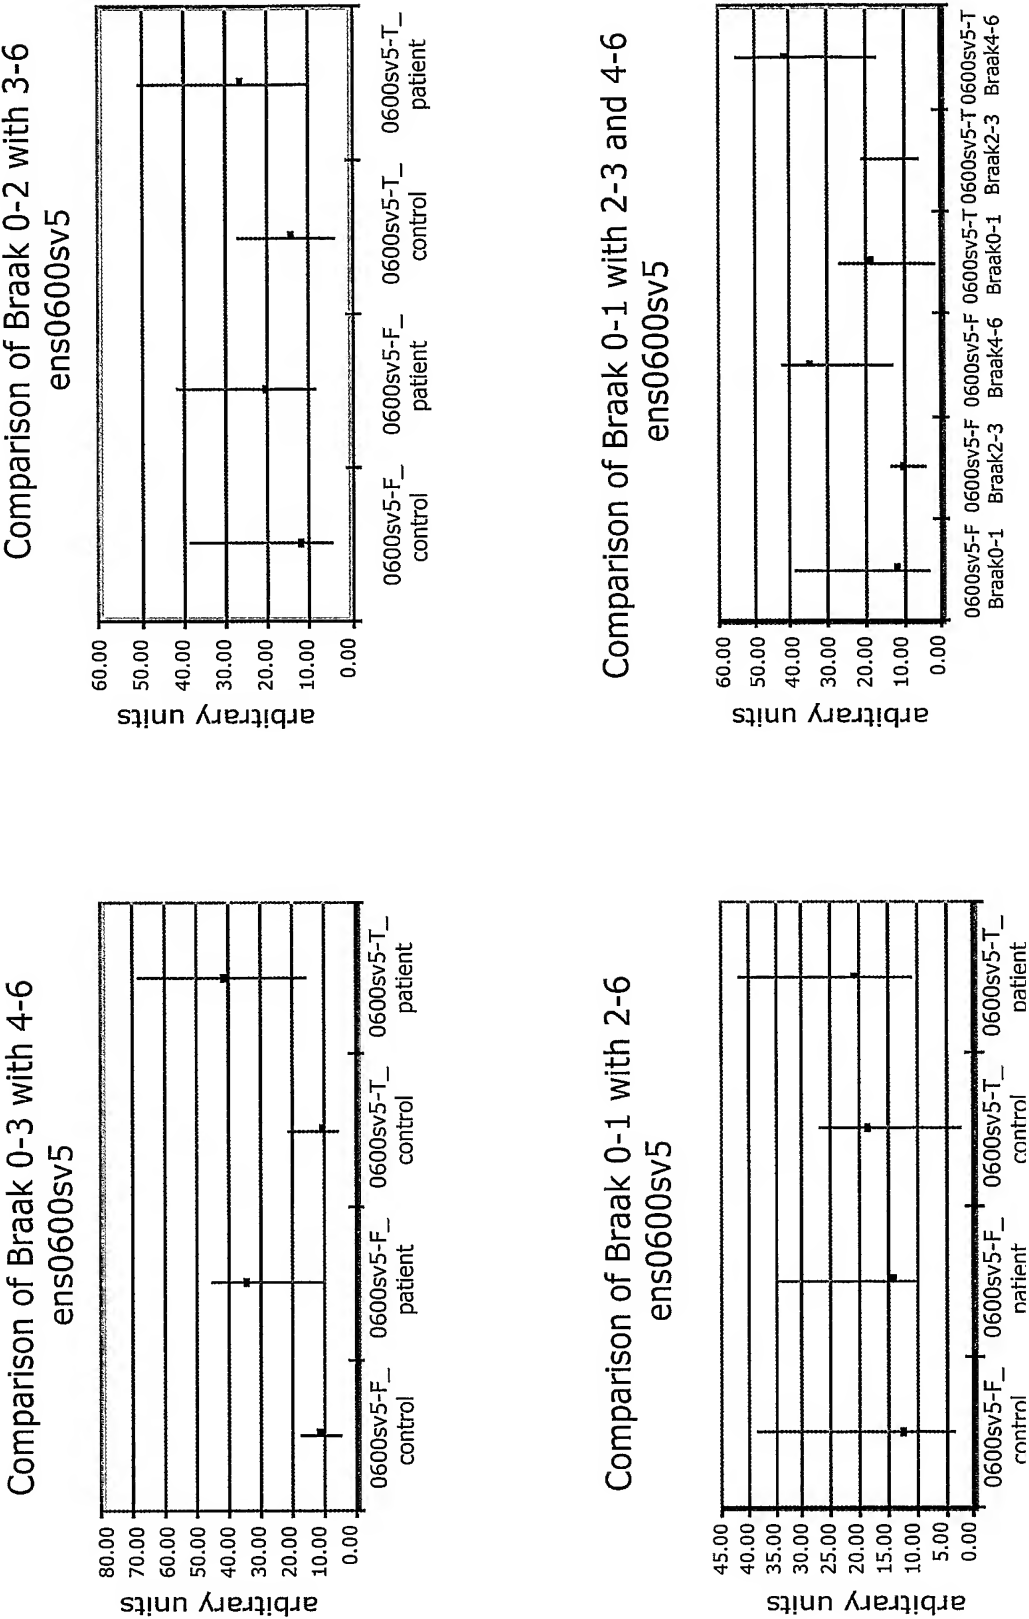 Comparison of Braak 0-3 with 4-6
ens0600sv5
80.00
70.00
60.00
50.00
40.00
30.00
20.00
10.00
0.00
arbitrary units
0600sv5-F_ 0600sv5-F_ 0600sv5-T_ 0600sv5-T_
control patient control patient
Comparison of Braak 0-2 with 3-6
ens0600sv5
60.00
50.00
40.00
30.00
20.00
10.00
0.00
arbitrary units
0600sv5-F_ 0600sv5-F_ 0600sv5-T_ 0600sv5-T_
control patient control patient
Comparison of Braak 0-1 with 2-6
ens0600sv5
45.00
40.00
35.00
30.00
25.00
20.00
15.00
10.00
5.00
0.00
arbitrary units
0600sv5-F_ 0600sv5-F_ 0600sv5-T_ 0600sv5-T_
control patient control patient
Comparison of Braak 0-1 with 2-3 and 4-6
ens0600sv5
60.00
50.00
40.00
30.00
20.00
10.00
0.00
arbitrary units
0600sv5-F 0600sv5-F 0600sv5-F 0600sv5-T 0600sv5-T 0600sv5-T
Braak0-1 Braak2-3 Braak4-6 Braak0-1 Braak2-3 Braak4-6